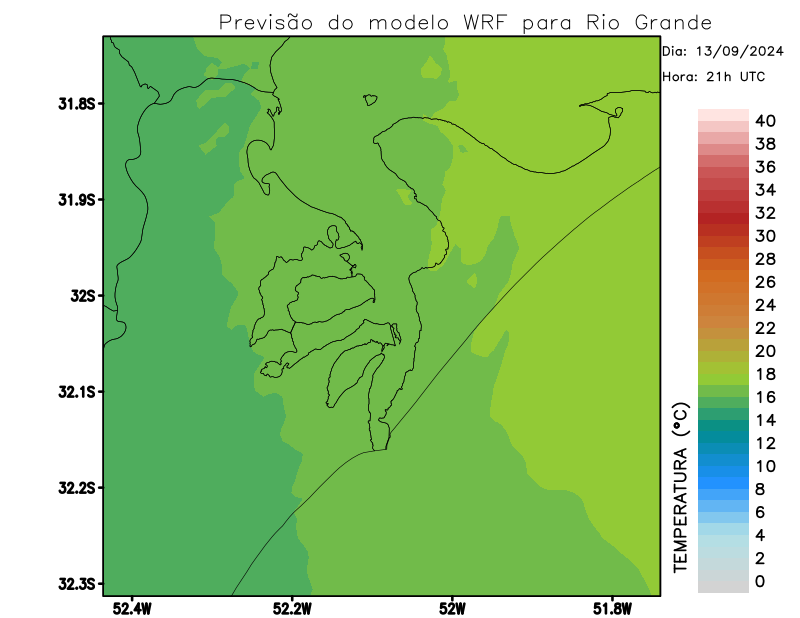 Previsão do modelo WRF para Rio Grande
Dia: 13/09/2024
Hora: 21h UTC
31.8S
31.9S
32S
32.1S
32.2S
32.3S
52.4W
52.2W
52W
51.8W
TEMPERATURA (°C)
40
38
36
34
32
30
28
26
24
22
20
18
16
14
12
10
8
6
4
2
0